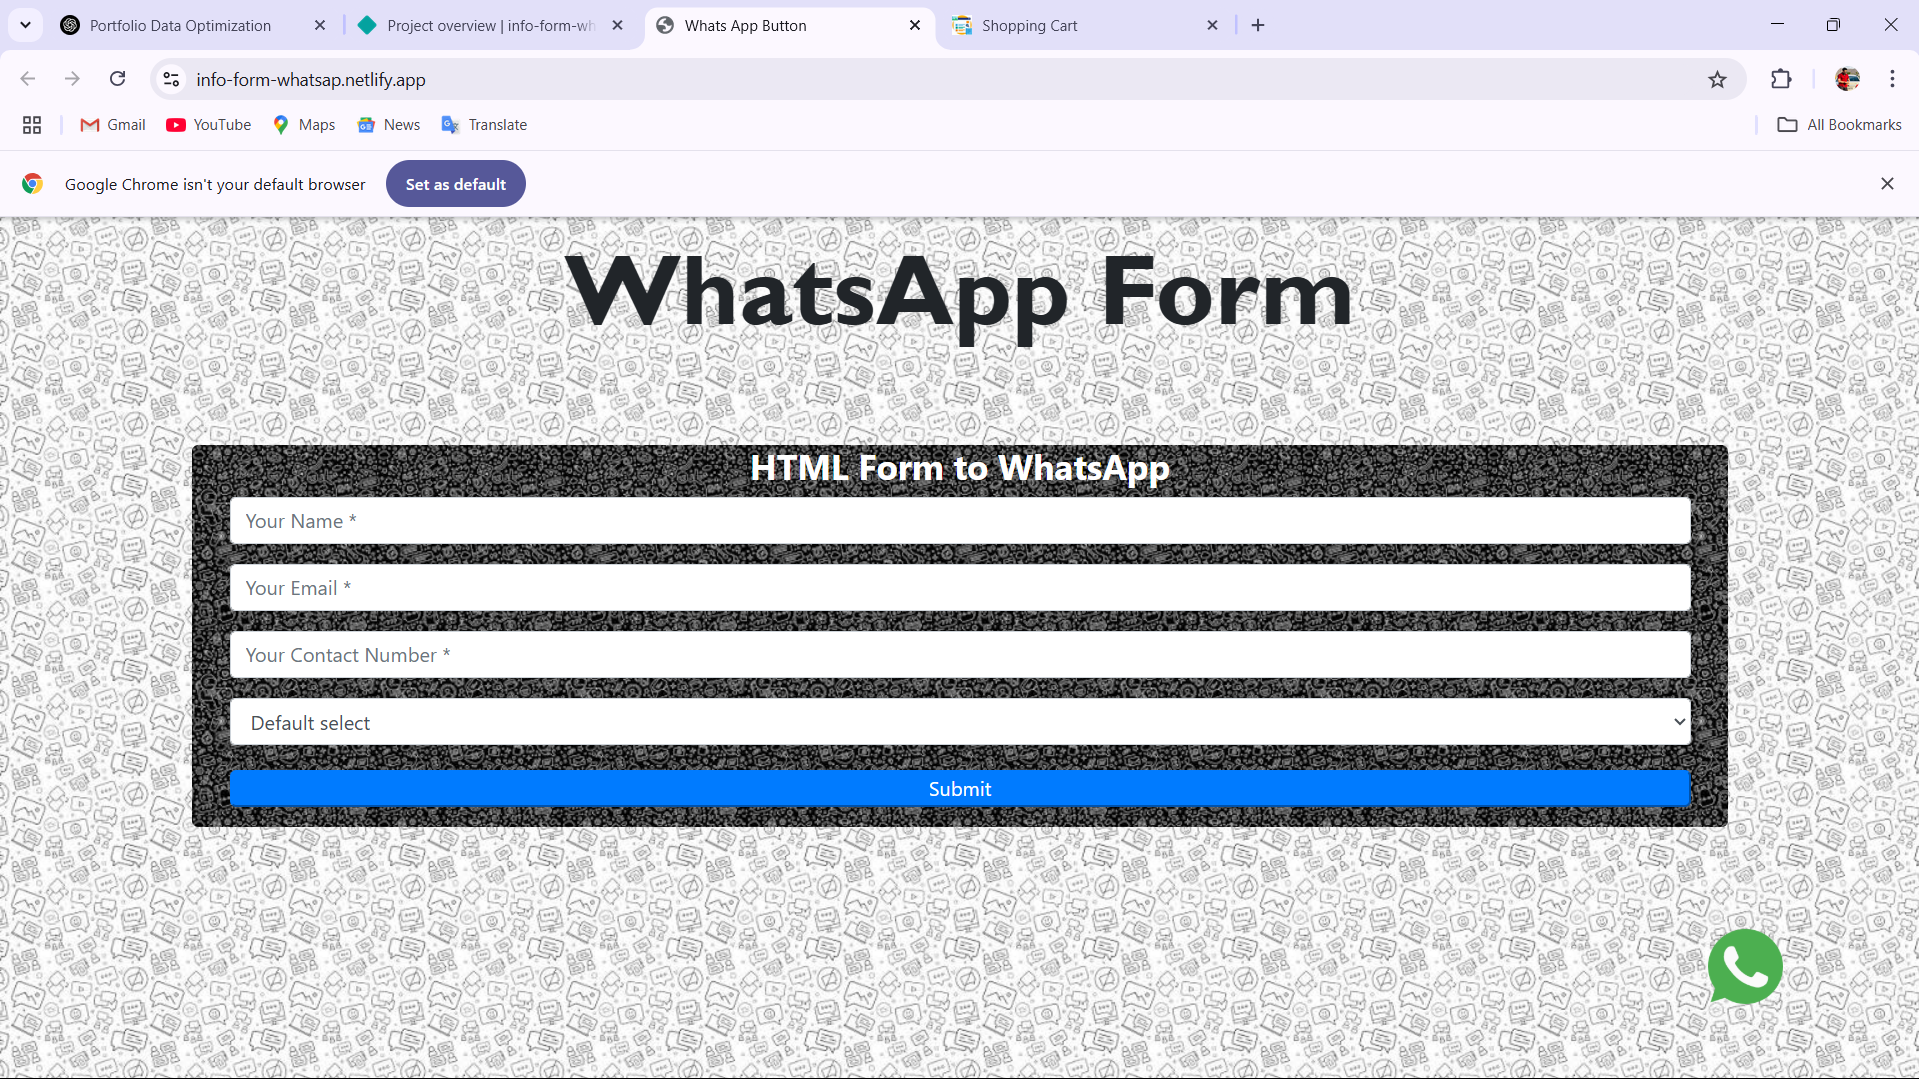 Portfolio Data Optimization
Project overview | info-form-wh
Whats App Button
Shopping Cart
info-form-whatsap.netlify.app
Gmail
YouTube
Maps
News
Translate
All Bookmarks
Google Chrome isn't your default browser
Set as default
WhatsApp Form
HTML Form to WhatsApp
Your Name *
Your Email *
Your Contact Number *
Default select
Submit